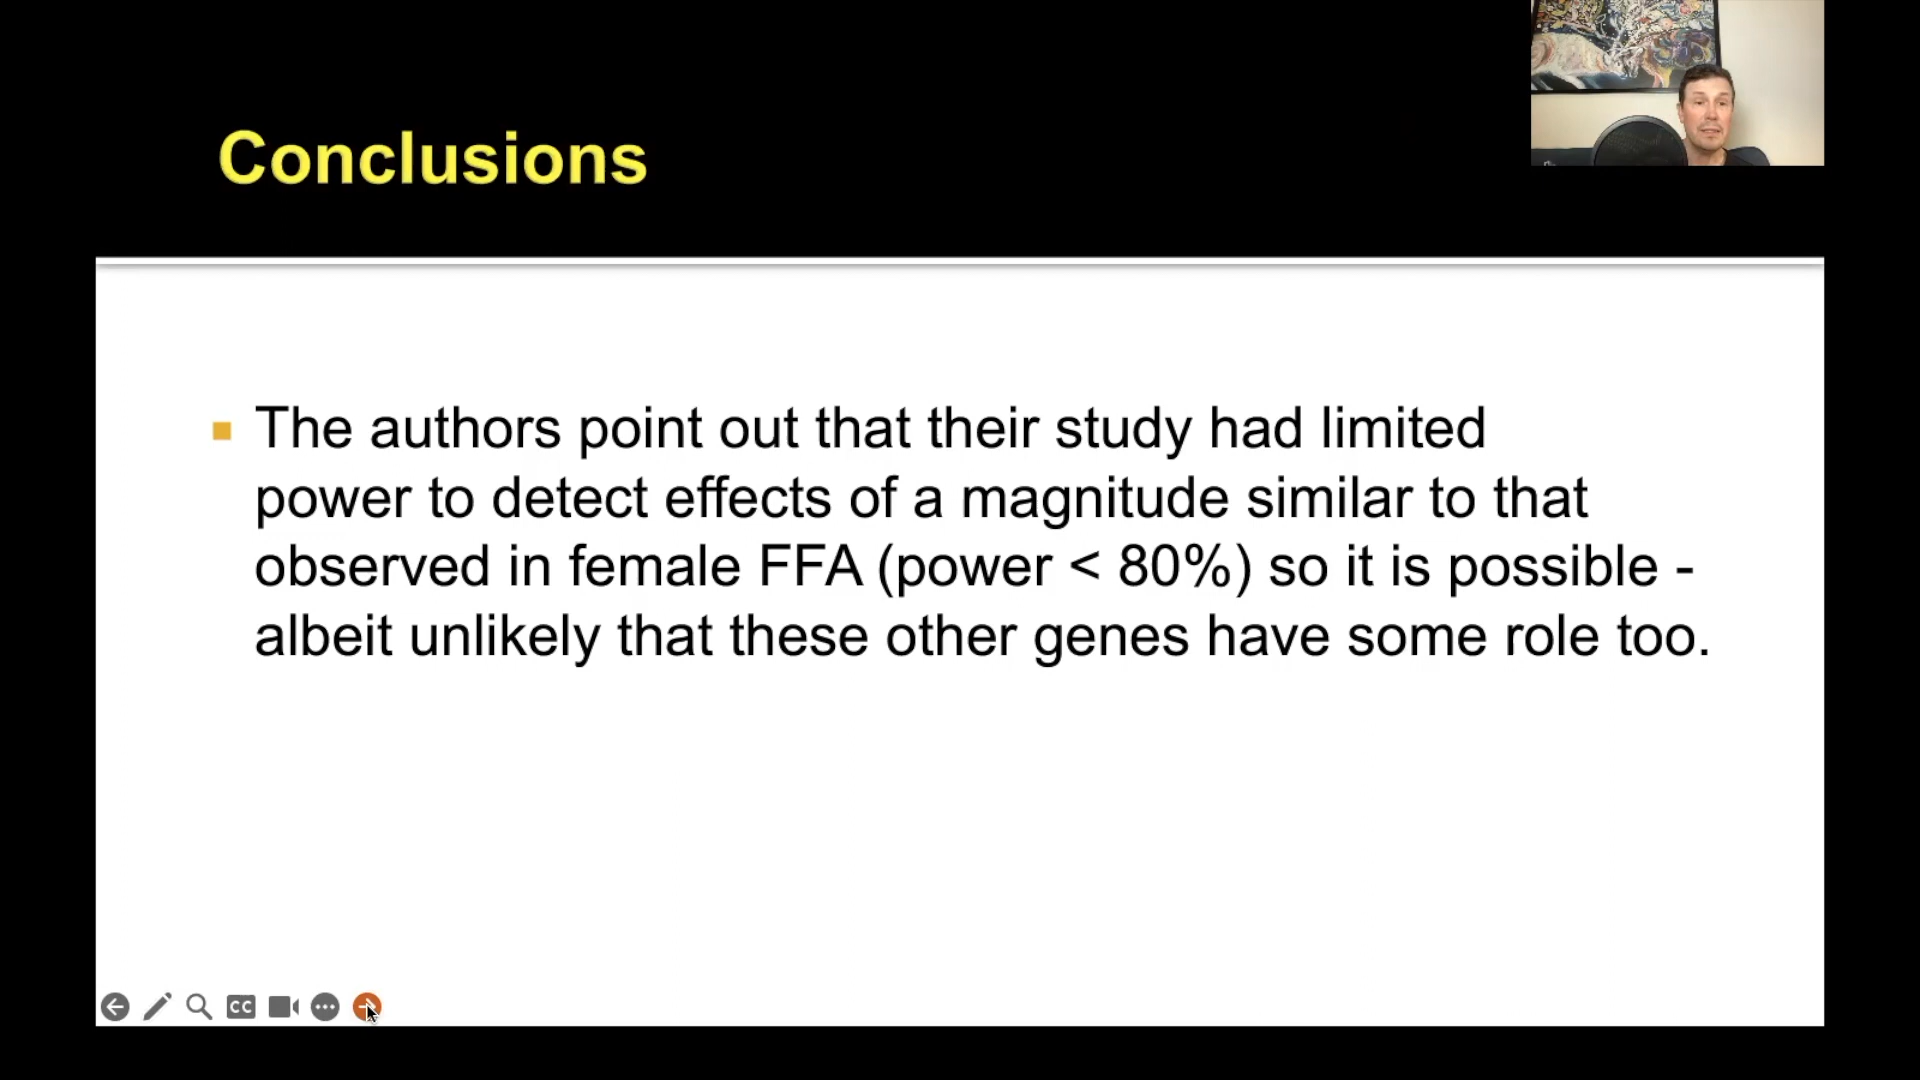 Conclusions
The authors point out that their study had limited
power to detect effects of a magnitude similar to that
observed in female FFA (power < 80%) so it is possible -
albeit unlikely that these other genes have some role too.
CC